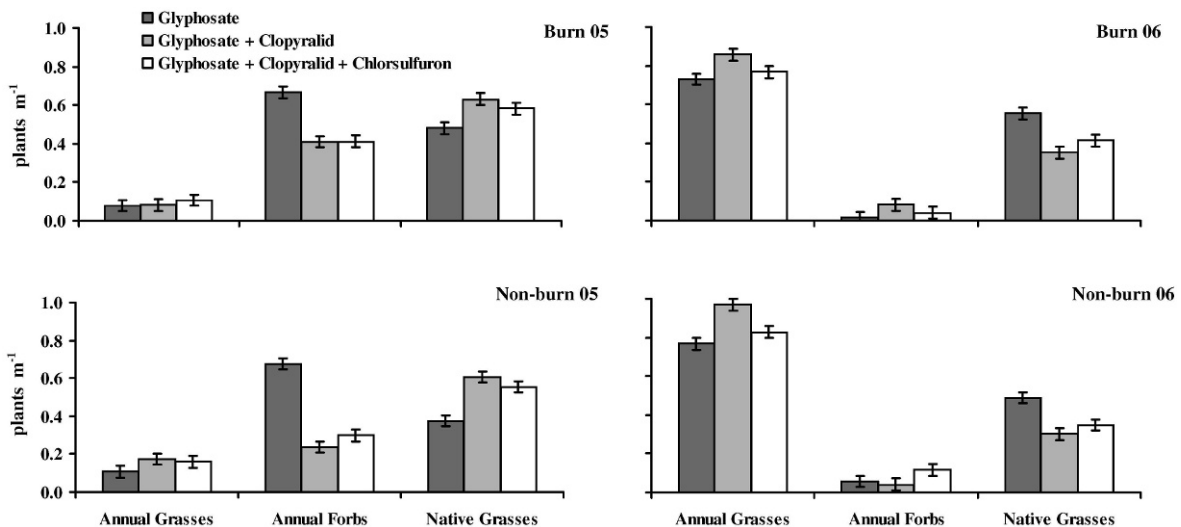 Glyphosate
Glyphosate + Clopyralid
Glyphosate + Clopyralid + Chlorsulfuron
Burn 05
Burn 06
plants m⁻¹
1.0
0.8
0.6
0.4
0.2
0.0
Non-burn 05
Non-burn 06
plants m⁻¹
1.0
0.8
0.6
0.4
0.2
0.0
Annual Grasses Annual Forbs Native Grasses
Annual Grasses Annual Forbs Native Grasses